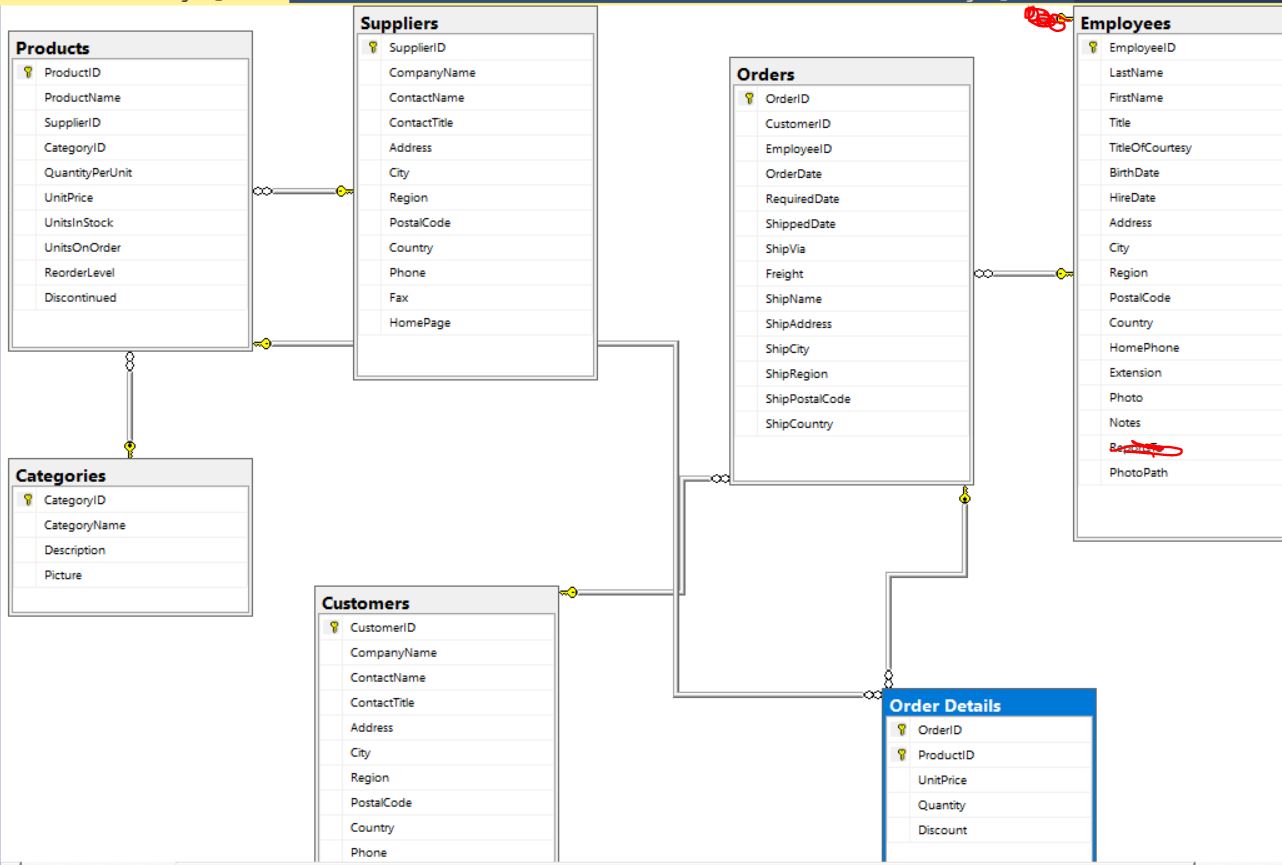 Products
ProductID
ProductName
SupplierID
CategoryID
QuantityPerUnit
UnitPrice
UnitsInStock
UnitsOnOrder
ReorderLevel
Discontinued
Suppliers
SupplierID
CompanyName
ContactName
ContactTitle
Address
City
Region
PostalCode
Country
Phone
Fax
HomePage
Orders
OrderID
CustomerID
EmployeeID
OrderDate
RequiredDate
ShippedDate
ShipVia
Freight
ShipName
ShipAddress
ShipCity
ShipRegion
ShipPostalCode
ShipCountry
Employees
EmployeeID
LastName
FirstName
Title
TitleOfCourtesy
BirthDate
HireDate
Address
City
Region
PostalCode
Country
HomePhone
Extension
Photo
Notes
PhotoPath
Categories
CategoryID
CategoryName
Description
Picture
Customers
CustomerID
CompanyName
ContactName
ContactTitle
Address
City
Region
PostalCode
Country
Phone
Order Details
OrderID
ProductID
UnitPrice
Quantity
Discount